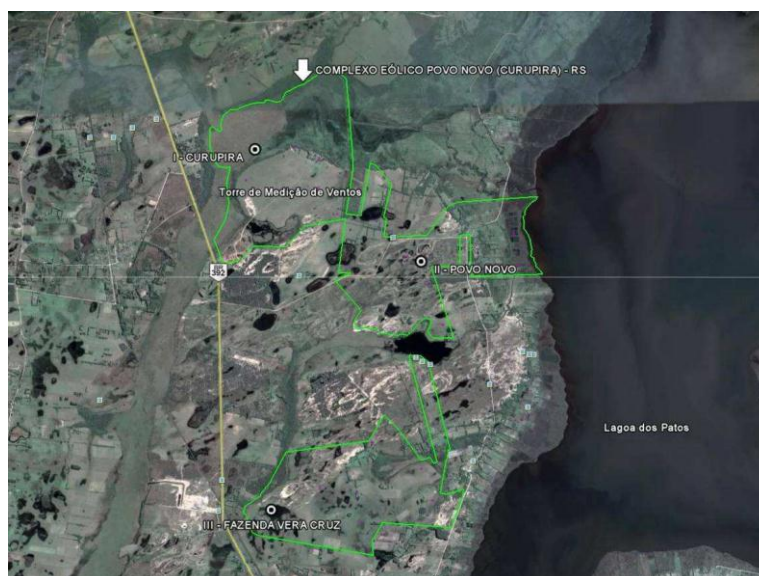 COMPLEXO EÓLICO POVO NOVO (CURUPIRA) - RS
I - CURUPIRA
Torre de Medição de Ventos
392
II - POVO NOVO
Lagoa dos Patos
III - FAZENDA VERA CRUZ